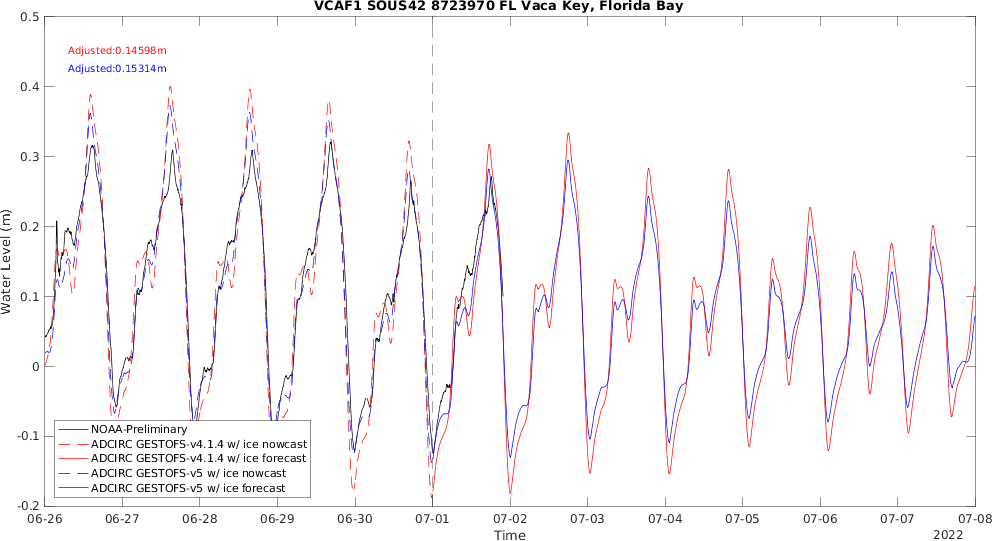 VCAF1 SOUS42 8723970 FL Vaca Key, Florida Bay
0.5
Adjusted:0.14598m
Adjusted:0.15314m
0.4
0.3
0.2
Water Level (m)
0.1
0
-0.1
-0.2
NOAA-Preliminary
ADCIRC GESTOFS-v4.1.4 w/ ice nowcast
ADCIRC GESTOFS-v4.1.4 w/ ice forecast
ADCIRC GESTOFS-v5 w/ ice nowcast
ADCIRC GESTOFS-v5 w/ ice forecast
06-26 06-27 06-28 06-29 06-30 07-01 07-02 07-03 07-04 07-05 07-06 07-07 07-08
Time
2022